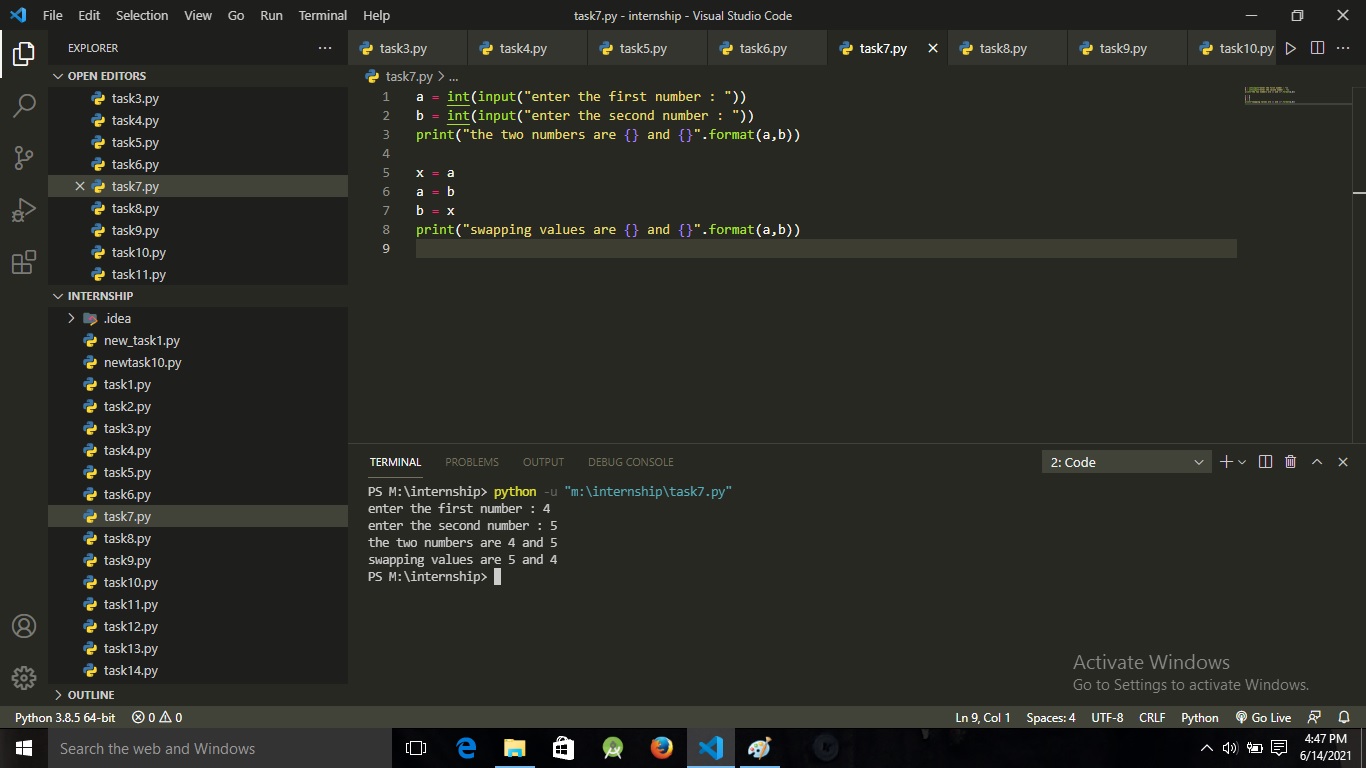 File Edit Selection View Go Run Terminal Help task7.py - internship - Visual Studio Code
EXPLORER
task3.py task4.py task5.py task6.py task7.py task8.py task9.py task10.py
OPEN EDITORS
task3.py
task4.py
task5.py
task6.py
task7.py
task8.py
task9.py
task10.py
task11.py
INTERNSHIP
.idea
new_task1.py
newtask10.py
task1.py
task2.py
task3.py
task4.py
task5.py
task6.py
task7.py
task8.py
task9.py
task10.py
task11.py
task12.py
task13.py
task14.py
OUTLINE
task7.py > ...
1 a = int(input("enter the first number : "))
2 b = int(input("enter the second number : "))
3 print("the two numbers are {} and {}".format(a,b))
4
5 x = a
6 a = b
7 b = x
8 print("swapping values are {} and {}".format(a,b))
9
TERMINAL PROBLEMS OUTPUT DEBUG CONSOLE 2: Code
PS M:\internship> python -u "m:\internship\task7.py"
enter the first number : 4
enter the second number : 5
the two numbers are 4 and 5
swapping values are 5 and 4
PS M:\internship>
Activate Windows
Go to Settings to activate Windows.
Python 3.8.5 64-bit 0 0 Ln 9, Col 1 Spaces: 4 UTF-8 CRLF Python Go Live
Search the web and Windows
4:47 PM
6/14/2021